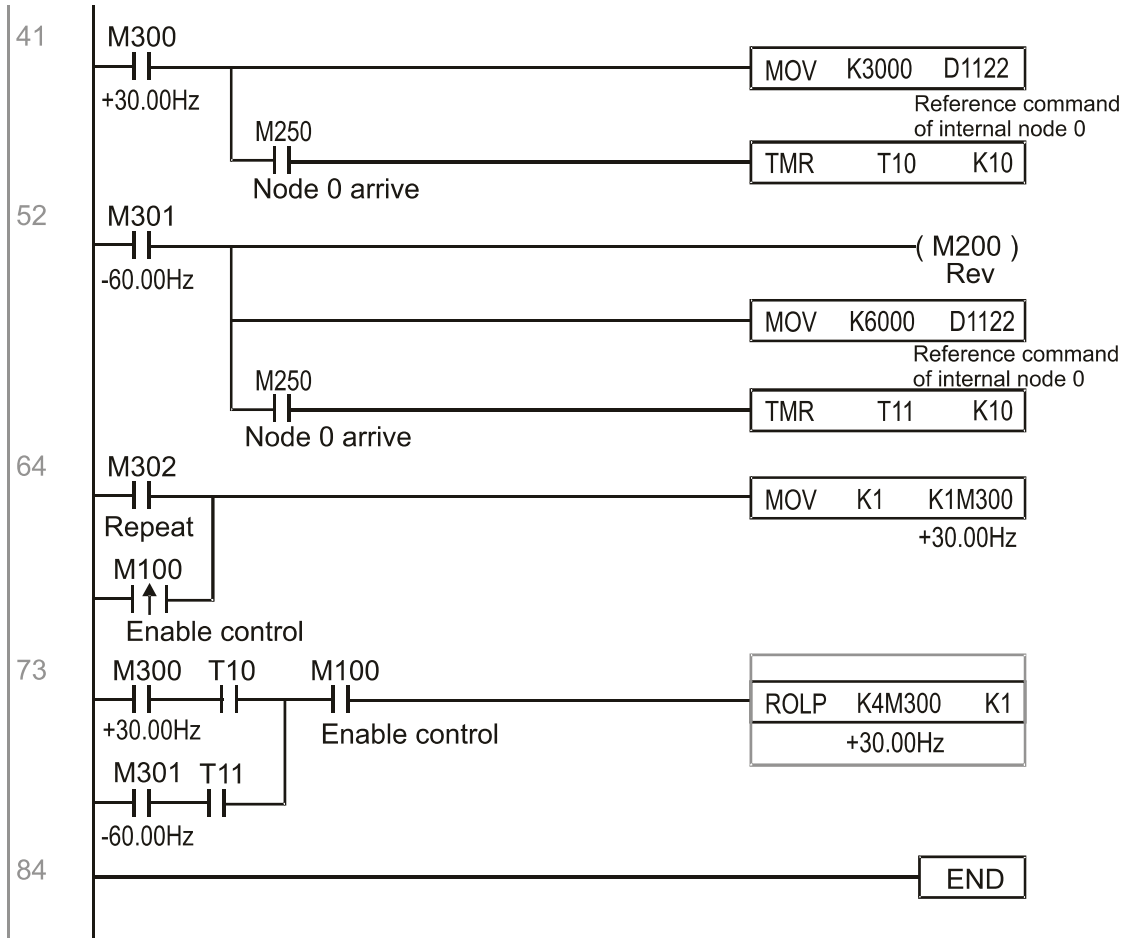 41
M300
+30.00Hz
MOV K3000 D1122
Reference command
of internal node 0
M250
Node 0 arrive
TMR T10 K10
52
M301
-60.00Hz
( M200 )
Rev
MOV K6000 D1122
Reference command
of internal node 0
M250
Node 0 arrive
TMR T11 K10
64
M302
Repeat
MOV K1 K1M300
+30.00Hz
M100
Enable control
73
M300 T10 M100
+30.00Hz
Enable control
ROLP K4M300 K1
+30.00Hz
M301 T11
-60.00Hz
84
END